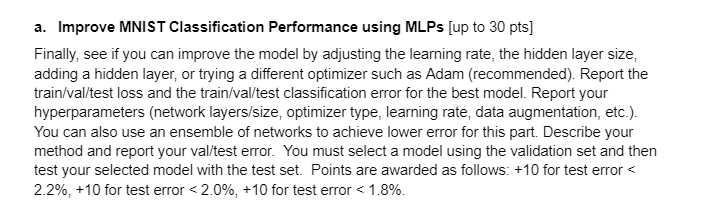 a. Improve MNIST Classification Performance using MLPs [up to 30 pts]
Finally, see if you can improve the model by adjusting the learning rate, the hidden layer size,
adding a hidden layer, or trying a different optimizer such as Adam (recommended). Report the
train/val/test loss and the train/val/test classification error for the best model. Report your
hyperparameters (network layers/size, optimizer type, learning rate, data augmentation, etc.).
You can also use an ensemble of networks to achieve lower error for this part. Describe your
method and report your val/test error. You must select a model using the validation set and then
test your selected model with the test set. Points are awarded as follows: +10 for test error <
2.2%, +10 for test error < 2.0%, +10 for test error < 1.8%.